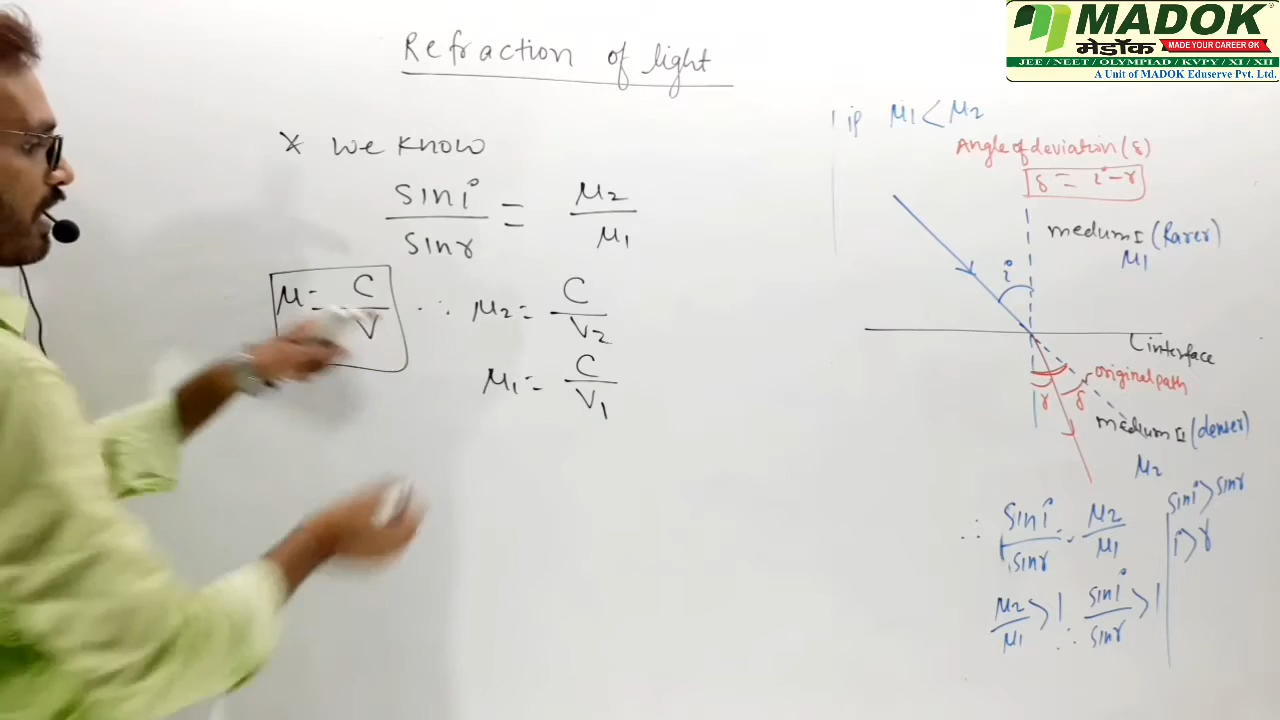 Refraction of light
MADOK
मेडॉक
MADE YOUR CAREER OK
JEE / NEET / OLYMPIAD / KVPY / XI / XII
A Unit of MADOK Eduserve Pvt. Ltd.
* We know
sin i / sin r = μ2 / μ1
μ = C / V ∴ μ2 = C / V2
μ1 = C / V1
if μ1 < μ2
Angle of deviation (δ)
δ = i - r
medium I (Rarer)
μ1
i
interface
original path
r δ
medium II (denser)
μ2
∴ sin i / sin r = μ2 / μ1
sin i > sin r
i > r
μ2 / μ1 > 1 ∴ sin i / sin r > 1